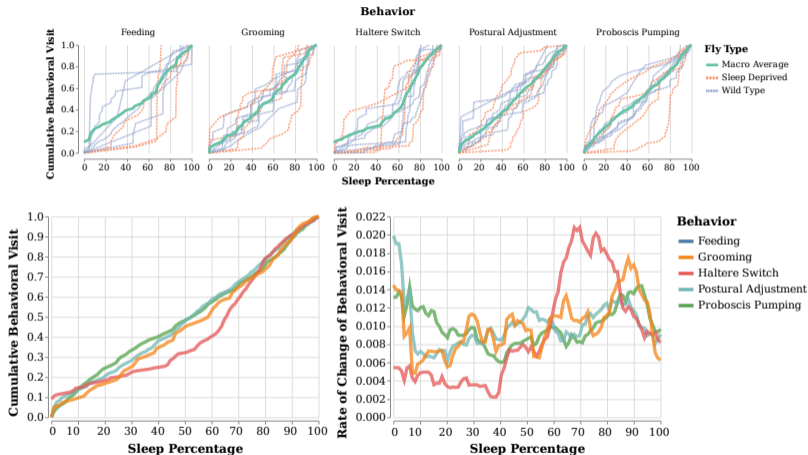 Behavior
Feeding Grooming Haltere Switch Postural Adjustment Proboscis Pumping
Cumulative Behavioral Visit
1.0
0.8
0.6
0.4
0.2
0.0
0 20 40 60 80 100 0 20 40 60 80 100 0 20 40 60 80 100 0 20 40 60 80 100 0 20 40 60 80 100
Sleep Percentage
Fly Type
Macro Average
Sleep Deprived
Wild Type
Cumulative Behavioral Visit
1.0
0.9
0.8
0.7
0.6
0.5
0.4
0.3
0.2
0.1
0.0
0 10 20 30 40 50 60 70 80 90 100
Sleep Percentage
Rate of Change of Behavioral Visit
0.022
0.020
0.018
0.016
0.014
0.012
0.010
0.008
0.006
0.004
0.002
0.000
0 10 20 30 40 50 60 70 80 90 100
Sleep Percentage
Behavior
Feeding
Grooming
Haltere Switch
Postural Adjustment
Proboscis Pumping